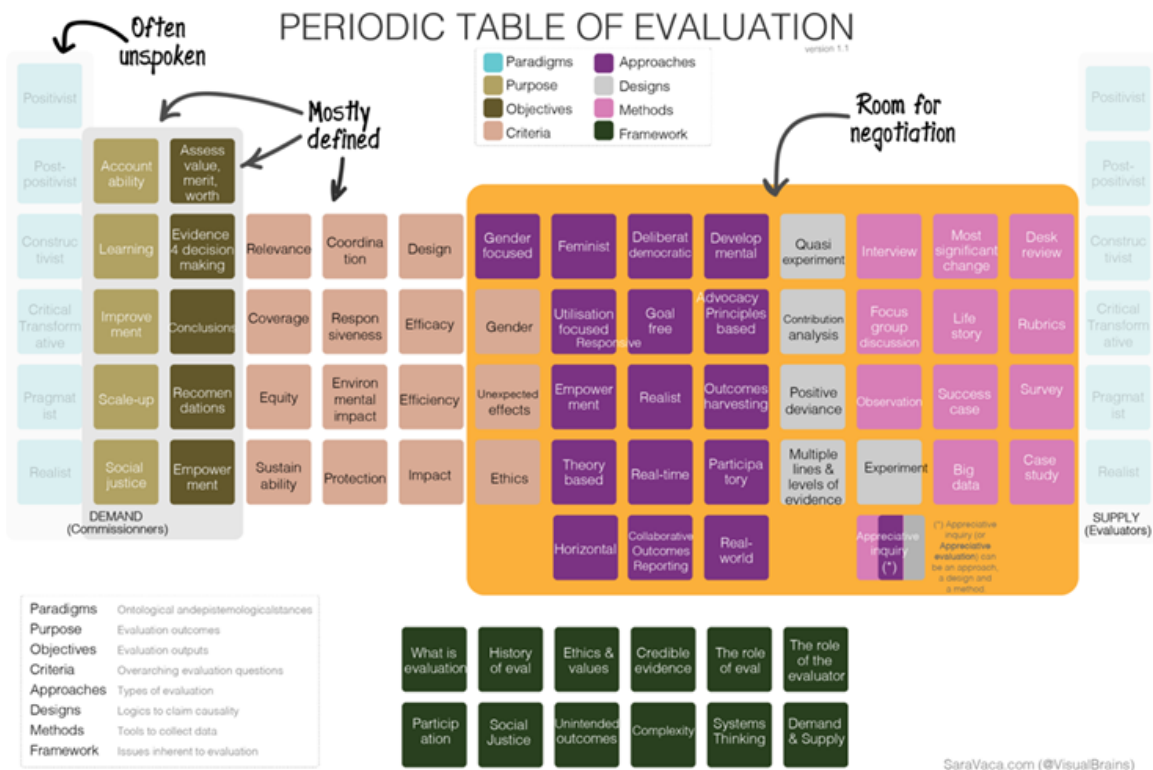 PERIODIC TABLE OF EVALUATION
version 1.1
Often
unspoken
Mostly
defined
Room for
negotiation
Paradigms
Purpose
Objectives
Criteria
Approaches
Designs
Methods
Framework
Positivist
Post-
positivist
Construc
tivist
Critical
Transform
ative
Pragmat
ist
Realist
Account
ability
Learning
Improve
ment
Scale-up
Social
justice
Assess
value,
merit,
worth
Evidence
4 decision
making
Conclusions
Recomen
dations
Empower
ment
DEMAND
(Commissionners)
Relevance
Coverage
Equity
Sustain
ability
Coordina
tion
Respon
siveness
Environ
mental
impact
Protection
Design
Efficacy
Efficiency
Impact
Gender
focused
Gender
Unexpected
effects
Ethics
Feminist
Utilisation
focused
Responsive
Empower
ment
Theory
based
Horizontal
Deliberat
democratic
Goal
free
Realist
Real-time
Collaborative
Outcomes
Reporting
Develop
mental
Advocacy
Principles
based
Outcomes
harvesting
Participa
tory
Real-
world
Quasi
experiment
Contribution
analysis
Positive
deviance
Multiple
lines &
levels of
evidence
Interview
Focus
group
discussion
Observation
Experiment
Appreciative
inquiry
(*)
Most
significant
change
Life
story
Success
case
Big
data
(*) Appreciative
inquiry (or
Appreciative
evaluation) can
be an approach,
a design and
a method
Desk
review
Rubrics
Survey
Case
study
Positivist
Post-
positivist
Construc
tivist
Critical
Transform
ative
Pragmat
ist
Realist
SUPPLY
(Evaluators)
Paradigms Ontological andepistemologicalstances
Purpose Evaluation outcomes
Objectives Evaluation outputs
Criteria Overarching evaluation questions
Approaches Types of evaluation
Designs Logics to claim causality
Methods Tools to collect data
Framework Issues inherent to evaluation
What is
evaluation
History
of eval
Ethics &
values
Credible
evidence
The role
of eval
The role
of the
evaluator
Particip
ation
Social
Justice
Unintended
outcomes
Complexity
Systems
Thinking
Demand
& Supply
SaraVaca.com (@VisualBrains)